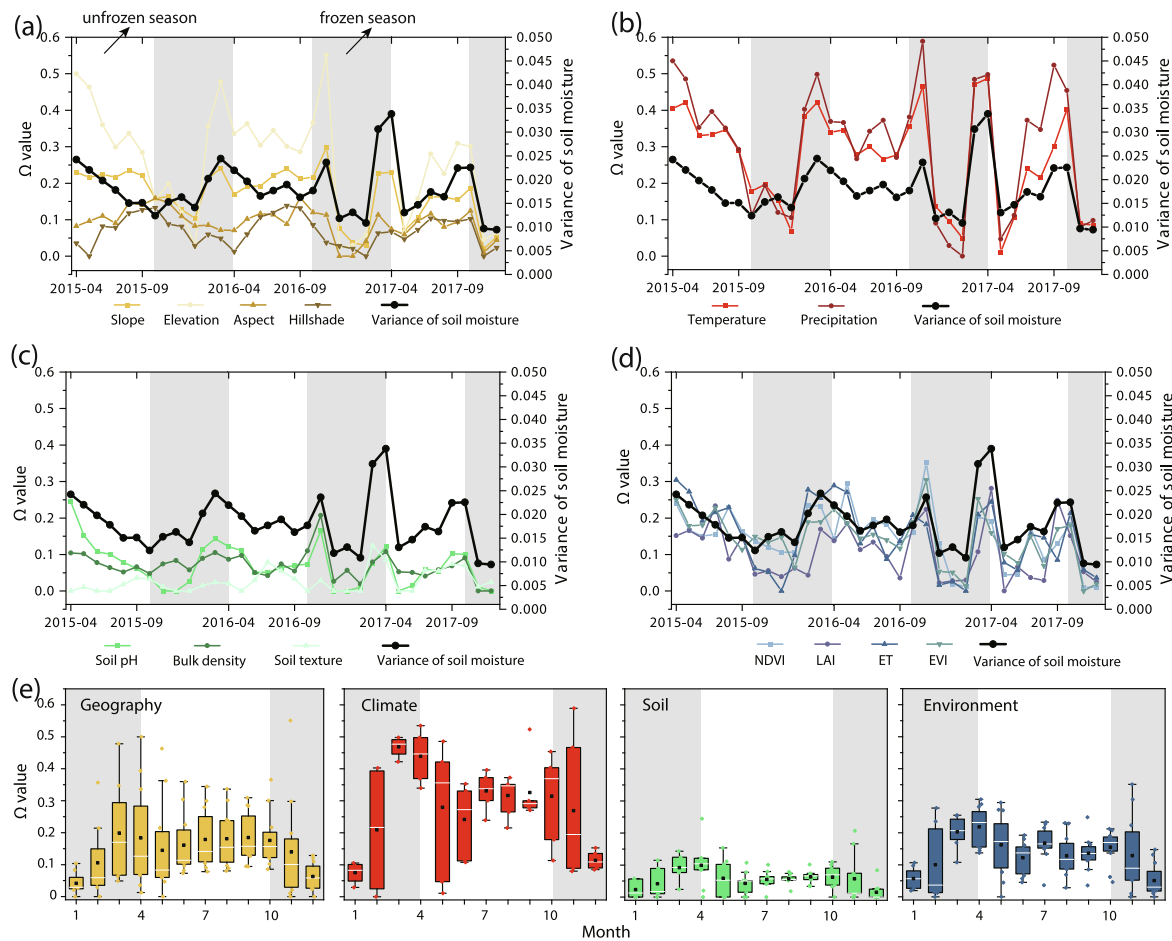 (a) unfrozen season frozen season
Ω value
0.6 0.5 0.4 0.3 0.2 0.1 0.0
0.050 0.045 0.040 0.035 0.030 0.025 0.020 0.015 0.010 0.005 0.000
Variance of soil moisture
2015-04 2015-09 2016-04 2016-09 2017-04 2017-09
Slope Elevation Aspect Hillshade Variance of soil moisture
(b)
Ω value
0.6 0.5 0.4 0.3 0.2 0.1 0.0
0.050 0.045 0.040 0.035 0.030 0.025 0.020 0.015 0.010 0.005 0.000
Variance of soil moisture
2015-04 2015-09 2016-04 2016-09 2017-04 2017-09
Temperature Precipitation Variance of soil moisture
(c)
Ω value
0.6 0.5 0.4 0.3 0.2 0.1 0.0
0.050 0.045 0.040 0.035 0.030 0.025 0.020 0.015 0.010 0.005 0.000
Variance of soil moisture
2015-04 2015-09 2016-04 2016-09 2017-04 2017-09
Soil pH Bulk density Soil texture Variance of soil moisture
(d)
Ω value
0.6 0.5 0.4 0.3 0.2 0.1 0.0
0.050 0.045 0.040 0.035 0.030 0.025 0.020 0.015 0.010 0.005 0.000
Variance of soil moisture
2015-04 2015-09 2016-04 2016-09 2017-04 2017-09
NDVI LAI ET EVI Variance of soil moisture
(e)
Geography Climate Soil Environment
Ω value
0.6 0.5 0.4 0.3 0.2 0.1 0
1 4 7 10 1 4 7 10 1 4 7 10 1 4 7 10
Month